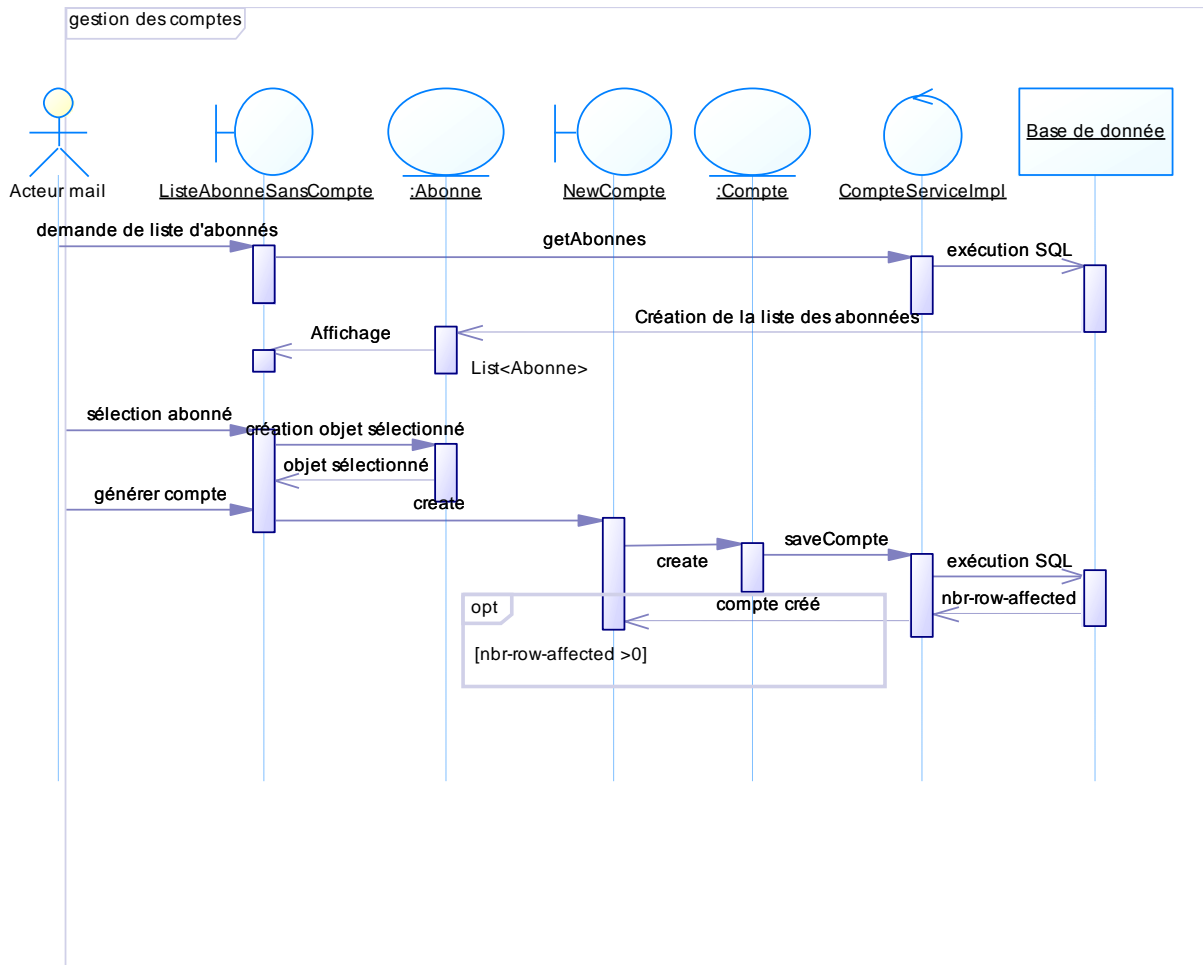 gestion des comptes
Acteur mail
ListeAbonneSansCompte
:Abonne
NewCompte
:Compte
CompteServiceImpl
Base de donnée
demande de liste d'abonnés
getAbonnes
exécution SQL
Création de la liste des abonnées
Affichage
List<Abonne>
sélection abonné
création objet sélectionné
objet sélectionné
générer compte
create
create
saveCompte
exécution SQL
nbr-row-affected
opt
compte créé
[nbr-row-affected >0]